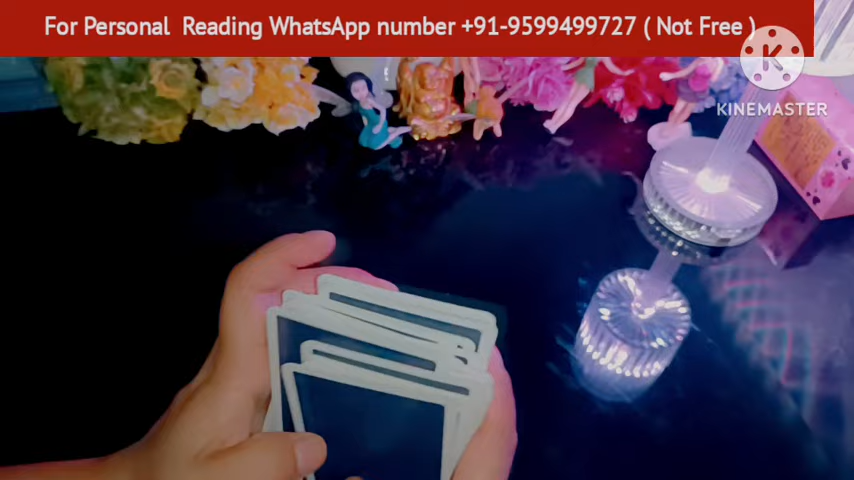 For Personal Reading WhatsApp number +91-9599499727 ( Not Free )
K
KINEMASTER